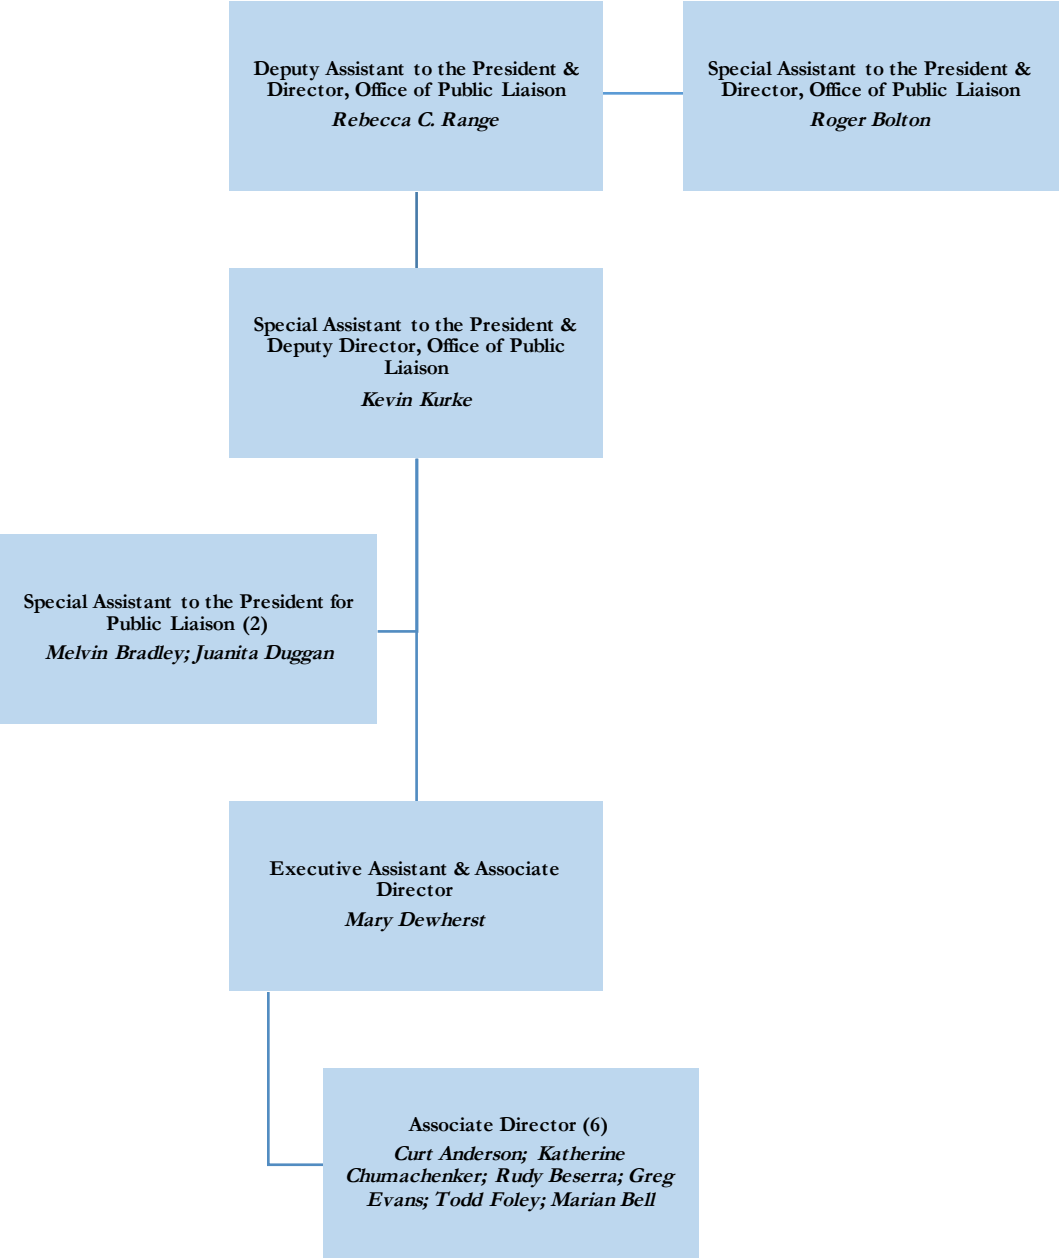 Deputy Assistant to the President &
Director, Office of Public Liaison
Rebecca C. Range
Special Assistant to the President &
Director, Office of Public Liaison
Roger Bolton
Special Assistant to the President &
Deputy Director, Office of Public
Liaison
Kevin Kurke
Special Assistant to the President for
Public Liaison (2)
Melvin Bradley; Juanita Duggan
Executive Assistant & Associate
Director
Mary Dewherst
Associate Director (6)
Curt Anderson; Katherine
Chumachenker; Rudy Beserra; Greg
Evans; Todd Foley; Marian Bell